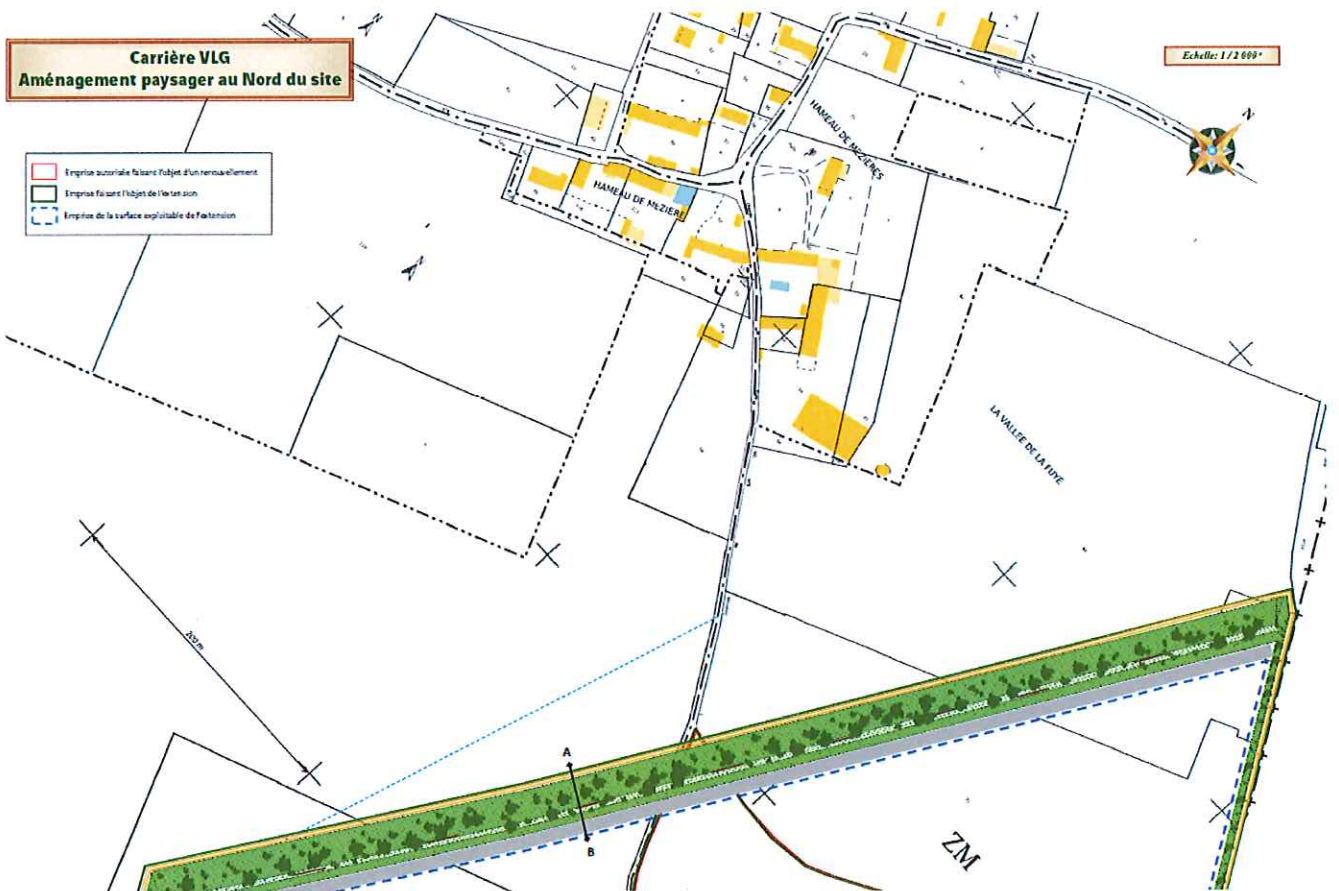 Carrière VLG
Aménagement paysager au Nord du site
Echelle: 1 / 2 000°
N
Emprise autorisée faisant l'objet d'un renouvellement
Emprise faisant l'objet de l'extension
Emprise de la surface exploitable de l'extension
HAMEAU DE MEZIERES
HAMEAU DE MEZIERE
LA VALLEE DE LA FUYE
200 m
A
B
ZM